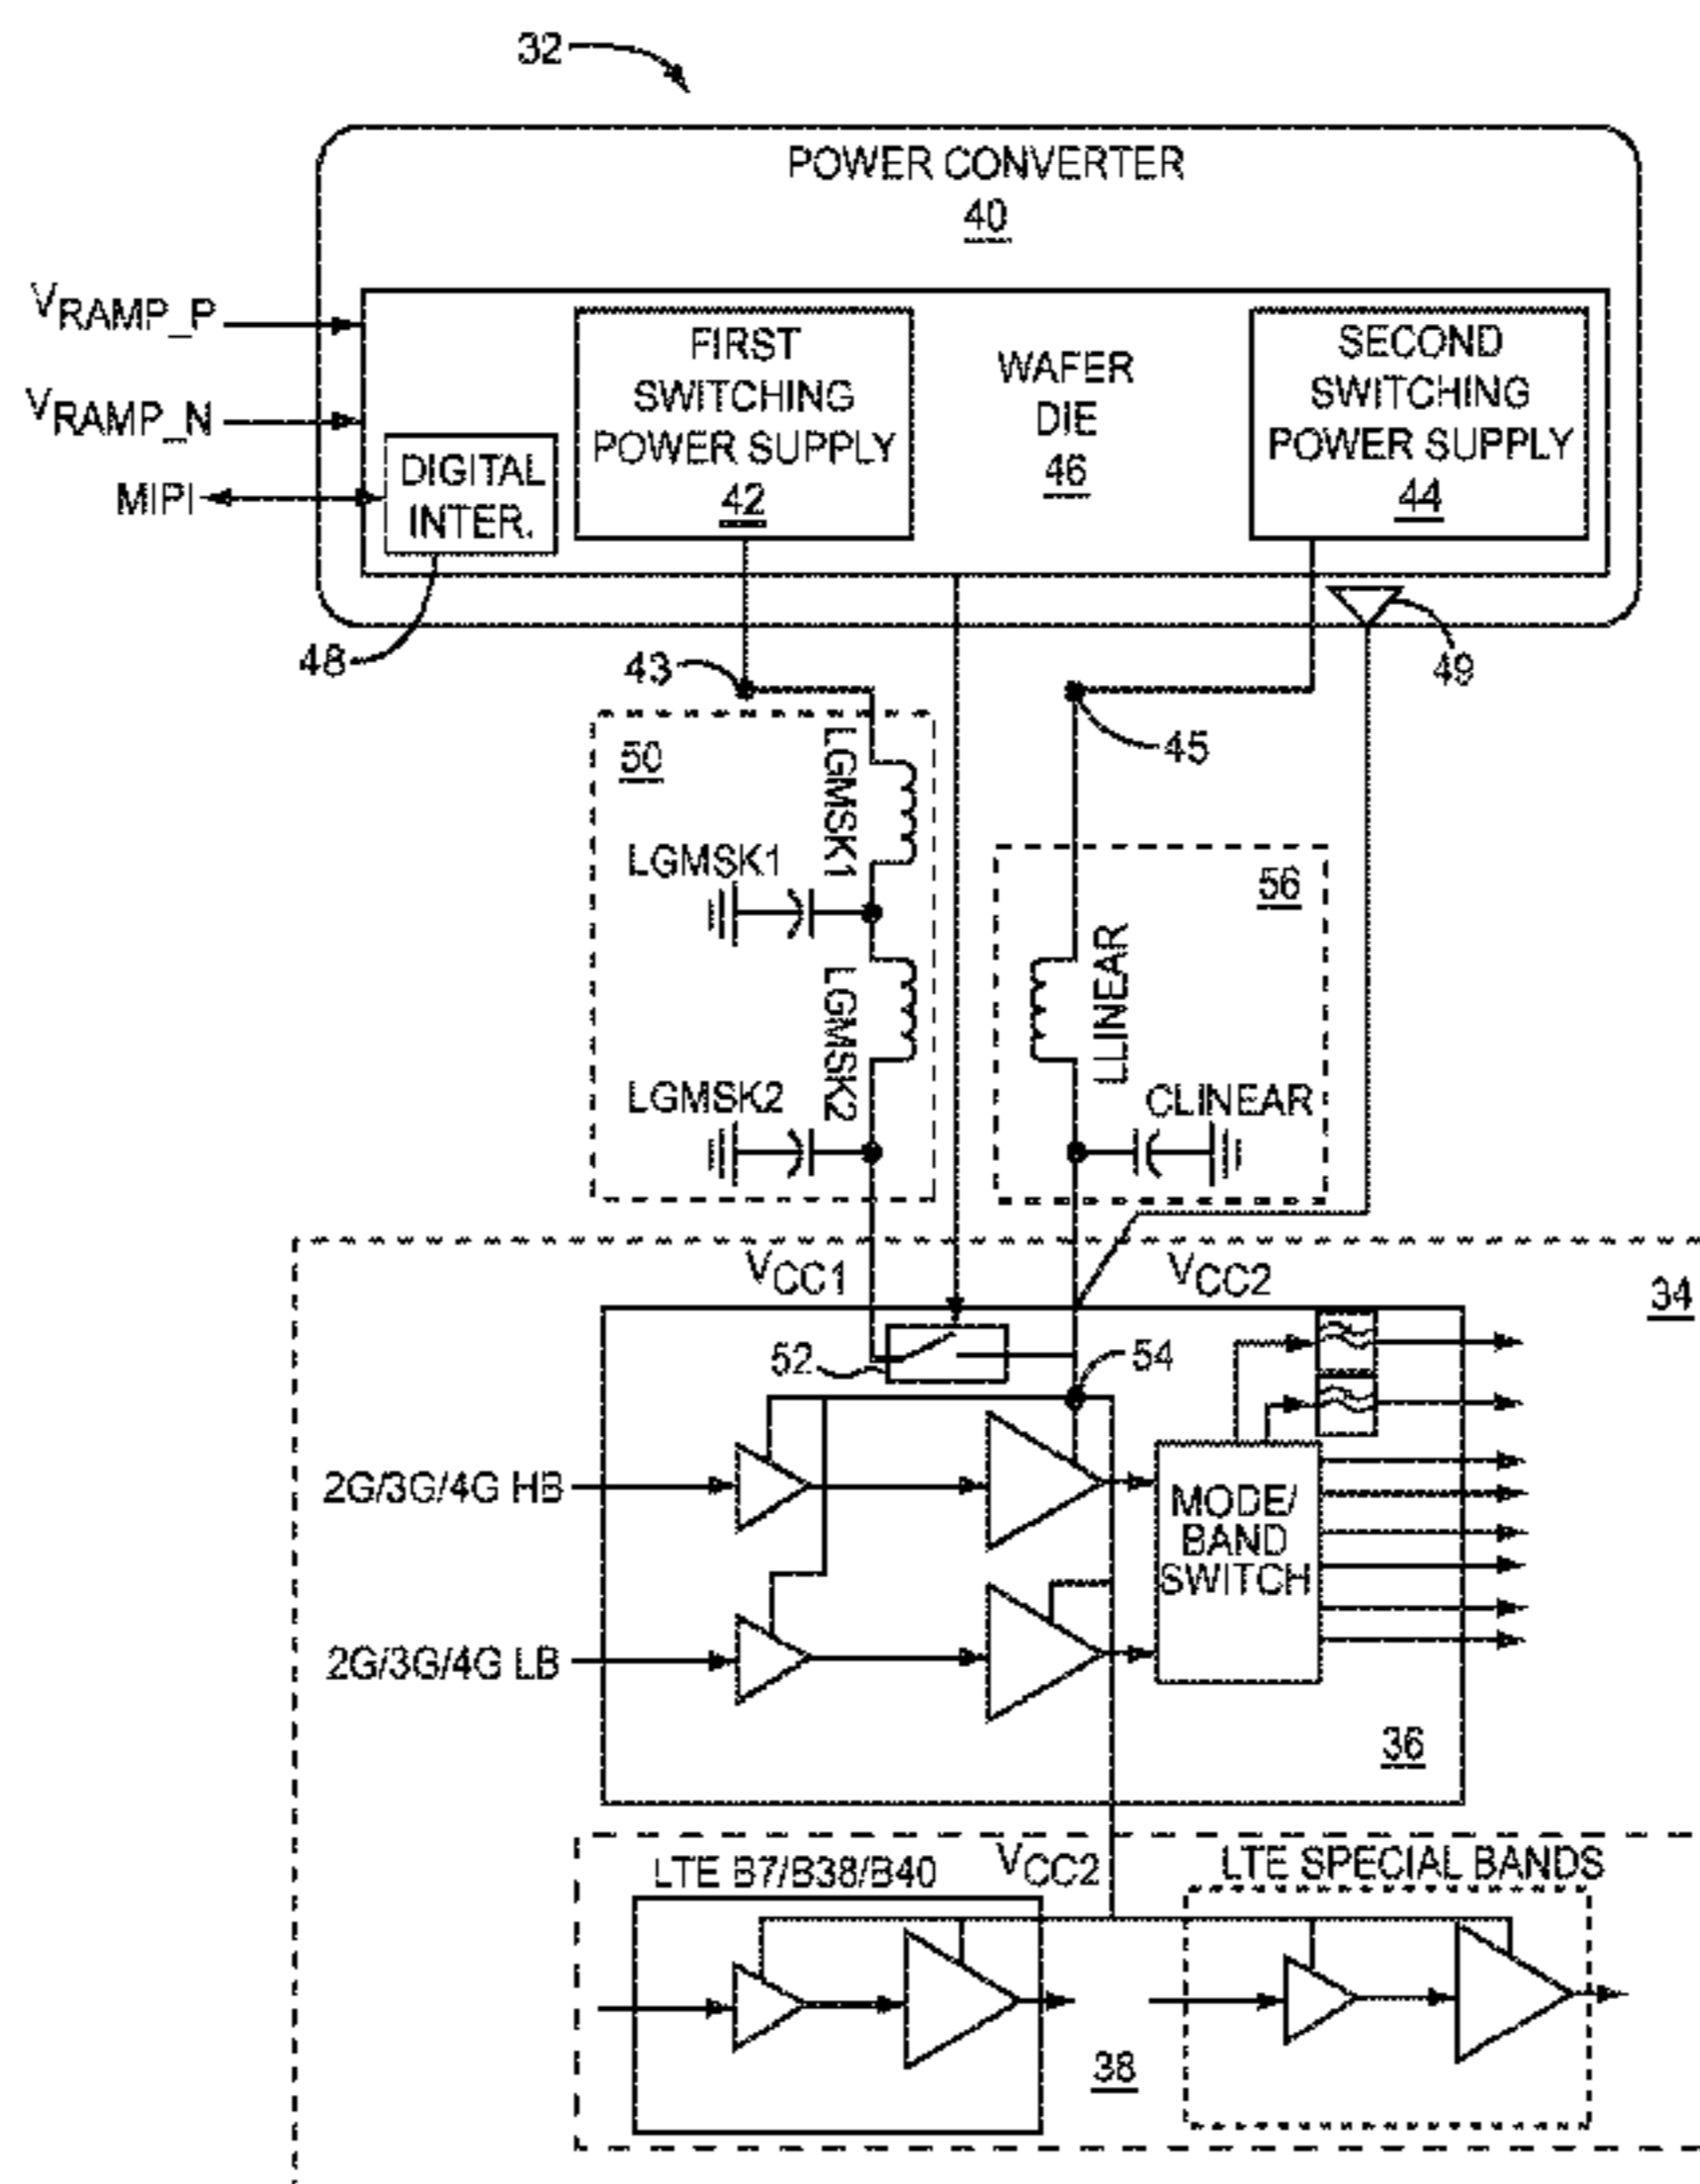 32
POWER CONVERTER
40
VRAMP_P
VRAMP_N
MIPI
DIGITAL
INTER.
FIRST
SWITCHING
POWER SUPPLY
42
WAFER
DIE
46
SECOND
SWITCHING
POWER SUPPLY
44
48
43
49
45
50
LGMSK1
LGMSK1
LGMSK2
LGMSK2
56
LLINEAR
CLINEAR
VCC1
VCC2
34
52
54
2G/3G/4G HB
2G/3G/4G LB
MODE/
BAND
SWITCH
36
LTE B7/B38/B40
VCC2
LTE SPECIAL BANDS
38